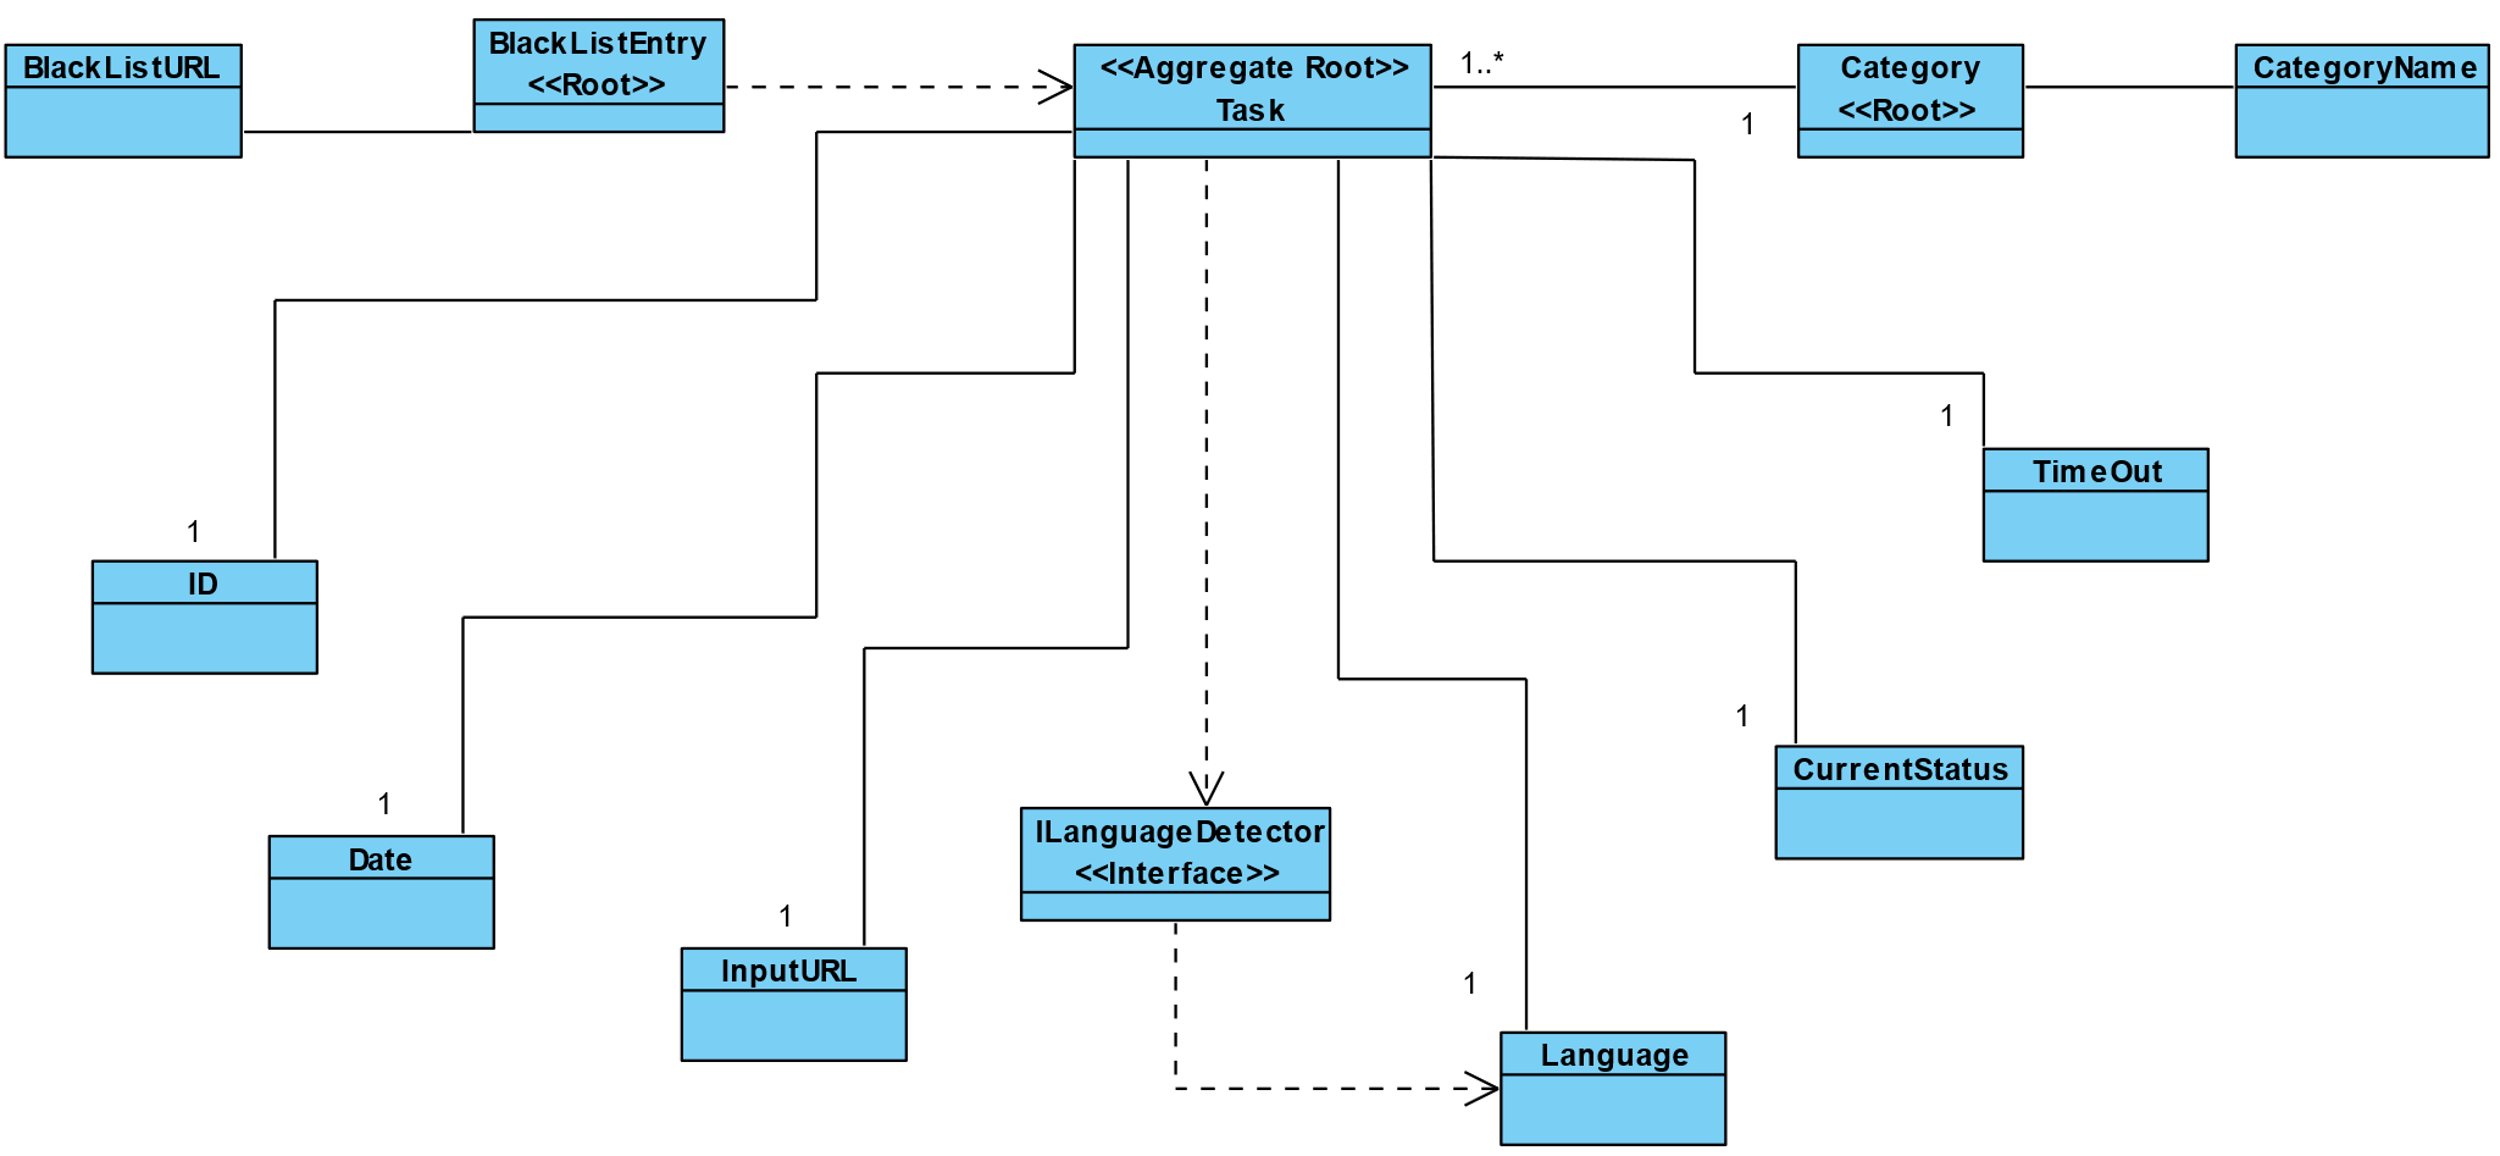 BlackListURL
BlackListEntry
<<Root>>
<<Aggregate Root>>
Task
1..*
1
Category
<<Root>>
CategoryName
1
TimeOut
1
ID
1
CurrentStatus
1
Date
ILanguageDetector
<<Interface>>
1
InputURL
1
Language